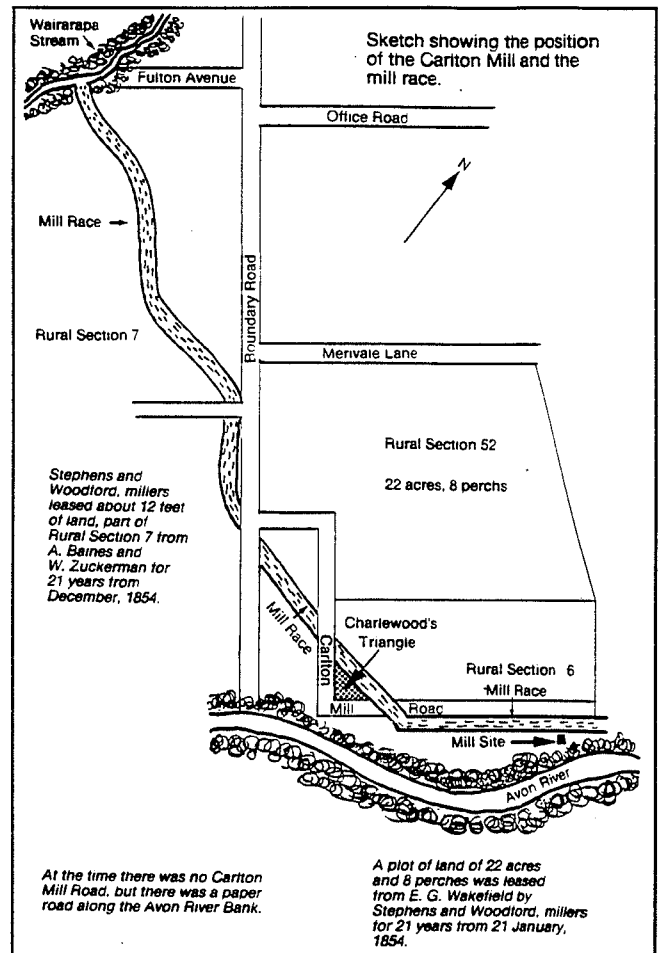 Wairarapa
Stream
Sketch showing the position
of the Carlton Mill and the
mill race.
Fulton Avenue
Office Road
N
Mill Race
Boundary Road
Rural Section 7
Merivale Lane
Rural Section 52
22 acres, 8 perchs
Stephens and
Woodford, millers
leased about 12 feet
of land, part of
Rural Section 7 from
A. Baines and
W. Zuckerman for
21 years from
December, 1854.
Mill Race
Carlton
Charlewood's
Triangle
Rural Section 6
Mill Race
Mill Road
Mill Site
Avon River
At the time there was no Carlton
Mill Road, but there was a paper
road along the Avon River Bank.
A plot of land of 22 acres
and 8 perches was leased
from E. G. Wakefield by
Stephens and Woodford, millers
for 21 years from 21 January,
1854.